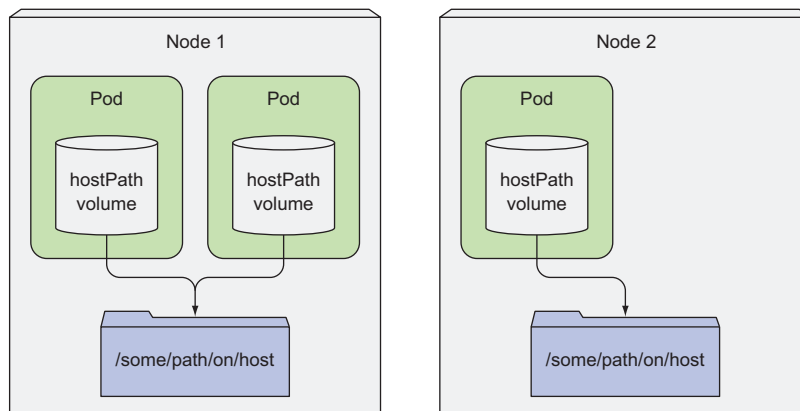 Node 1
Pod
Pod
hostPath
volume
hostPath
volume
/some/path/on/host
Node 2
Pod
hostPath
volume
/some/path/on/host